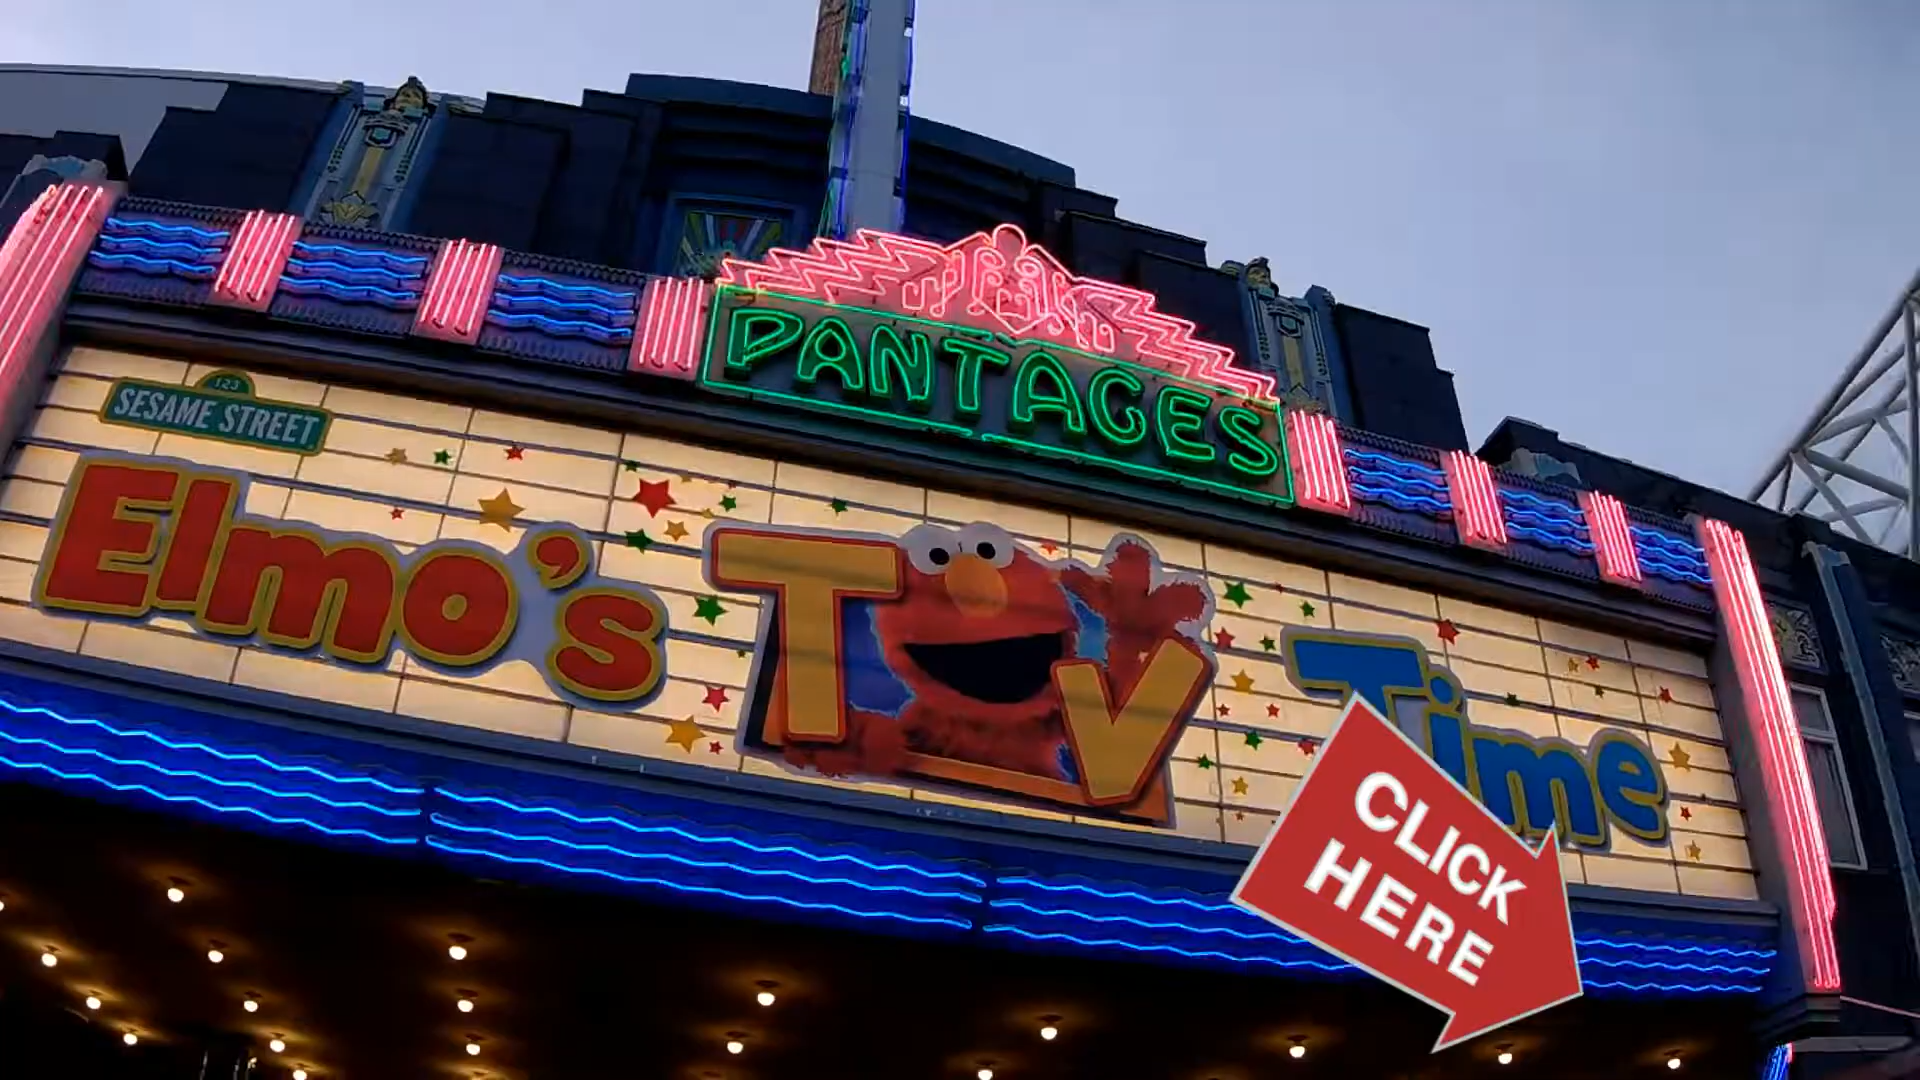 PANTAGES
123
SESAME STREET
Elmo's TV Time
CLICK
HERE